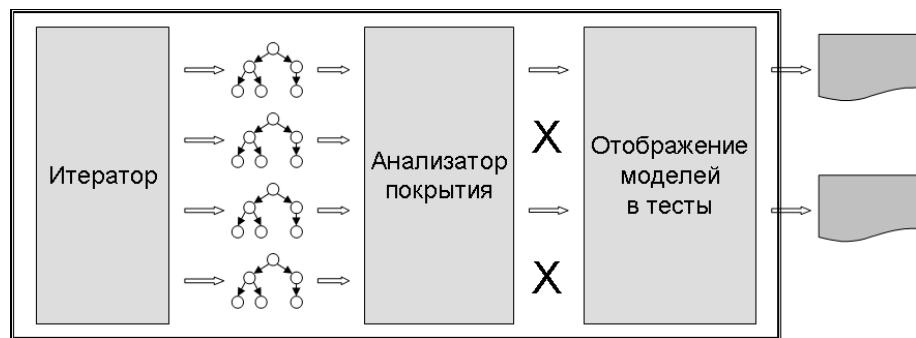 Итератор
Анализатор
покрытия
X
X
Отображение
моделей
в тесты